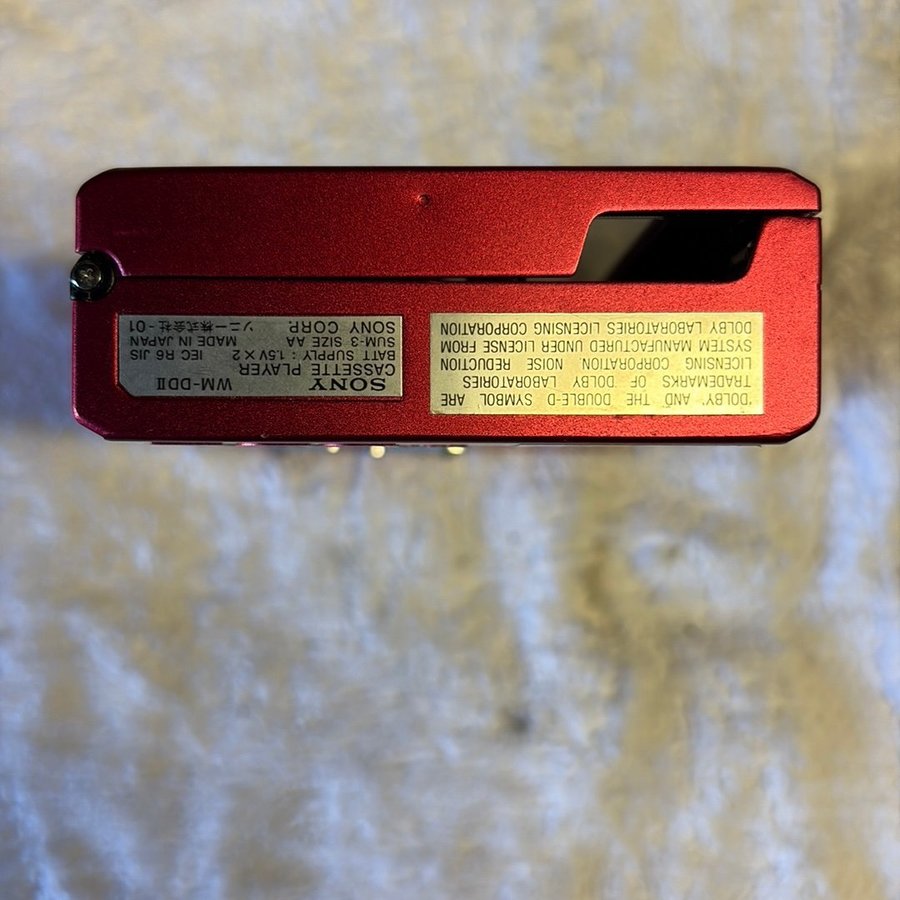 SONY WM-DDII
CASSETTE PLAYER
BATT SUPPLY : 1.5V × 2 IEC R6 JIS
SUM-3 SIZE AA MADE IN JAPAN
SONY CORP. ソニー株式会社 -01
'DOLBY' AND THE DOUBLE-D SYMBOL ARE
TRADEMARKS OF DOLBY LABORATORIES
LICENSING CORPORATION NOISE REDUCTION
SYSTEM MANUFACTURED UNDER LICENSE FROM
DOLBY LABORATORIES LICENSING CORPORATION